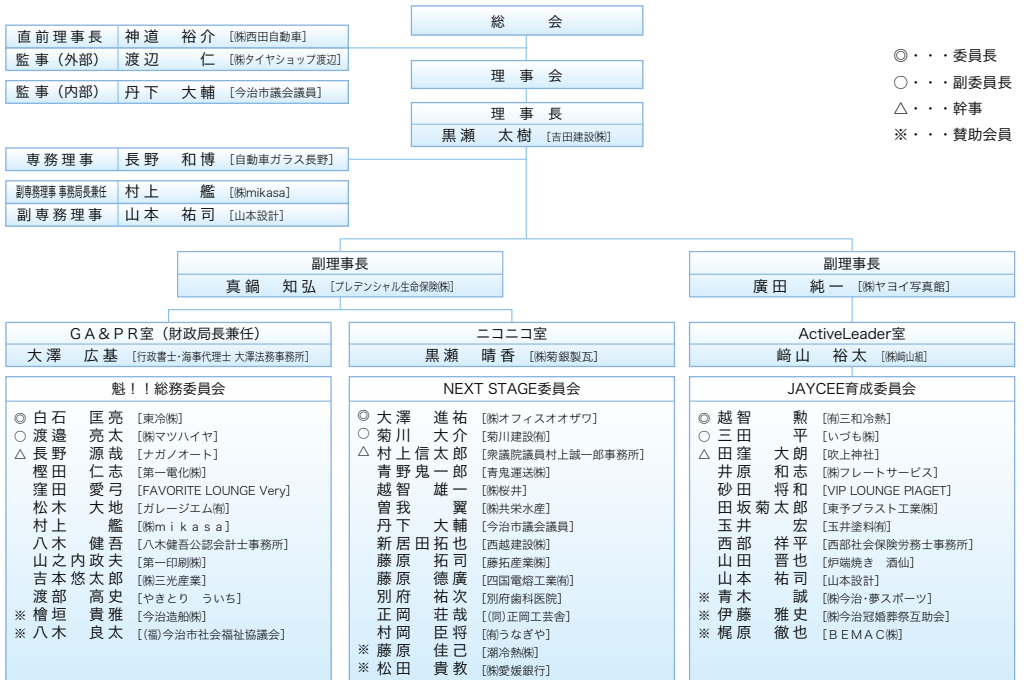 総　会
直前理事長 神道　裕介 [㈱西田自動車]
監事（外部） 渡辺　仁 [㈱タイヤショップ渡辺]
監事（内部） 丹下　大輔 [今治市議会議員]
理　事　会
理　事　長
黒瀬　太樹 [吉田建設㈱]
◎・・・委員長
○・・・副委員長
△・・・幹事
※・・・賛助会員
専務理事 長野　和博 [自動車ガラス長野]
副専務理事 事務局長兼任 村上　艦 [㈱mikasa]
副専務理事 山本　祐司 [山本設計]
副理事長
真鍋　知弘 [プレデンシャル生命保険㈱]
副理事長
廣田　純一 [㈱ヤヨイ写真館]
GA＆PR室（財政局長兼任）
大澤　広基 [行政書士・海事代理士 大澤法務事務所]
ニコニコ室
黒瀬　晴香 [㈱菊銀製瓦]
ActiveLeader室
﨑山　裕太 [㈱﨑山組]
魁！！総務委員会
◎ 白石　匡亮 [東冷㈱]
○ 渡邉　亮太 [㈱マツハイヤ]
△ 長野　源哉 [ナガノオート]
樫田　仁志 [第一電化㈱]
窪田　愛弓 [FAVORITE LOUNGE Very]
松木　大地 [ガレージエム㈲]
村上　艦 [㈱ｍｉｋａｓａ]
八木　健吾 [八木健吾公認会計士事務所]
山之内政夫 [第一印刷㈱]
吉本悠太郎 [㈱三光産業]
渡部　高史 [やきとり　ういち]
※ 檜垣　貴雅 [今治造船㈱]
※ 八木　良太 [(福)今治市社会福祉協議会]
NEXT STAGE委員会
◎ 大澤　進祐 [㈱オフィスオオザワ]
○ 菊川　大介 [菊川建設㈲]
△ 村上信太郎 [衆議院議員村上誠一郎事務所]
青野鬼一郎 [青鬼運送㈱]
越智　雄一 [㈱桜井]
曽我　翼 [㈱共栄水産]
丹下　大輔 [今治市議会議員]
新居田拓也 [西越建設㈱]
藤原　拓司 [藤拓産業㈱]
藤原　德廣 [四国電熔工業㈲]
別府　祐次 [別府歯科医院]
正岡　荘哉 [(同)正岡工芸舎]
村岡　臣将 [㈲うなぎや]
※ 藤原　佳己 [潮冷熱㈱]
※ 松田　貴教 [㈱愛媛銀行]
JAYCEE育成委員会
◎ 越智　勲 [㈲三和冷熱]
○ 三田　平 [いづも㈱]
△ 田窪　大朗 [吹上神社]
井原　和志 [㈱フレートサービス]
砂田　将和 [VIP LOUNGE PIAGET]
田坂菊太郎 [東予ブラスト工業㈱]
玉井　宏 [玉井塗料㈲]
西部　祥平 [西部社会保険労務士事務所]
山田　晋也 [炉端焼き　酒仙]
山本　祐司 [山本設計]
※ 青木　誠 [㈱今治・夢スポーツ]
※ 伊藤　雅史 [㈱今治冠婚葬祭互助会]
※ 梶原　徹也 [ＢＥＭＡＣ㈱]